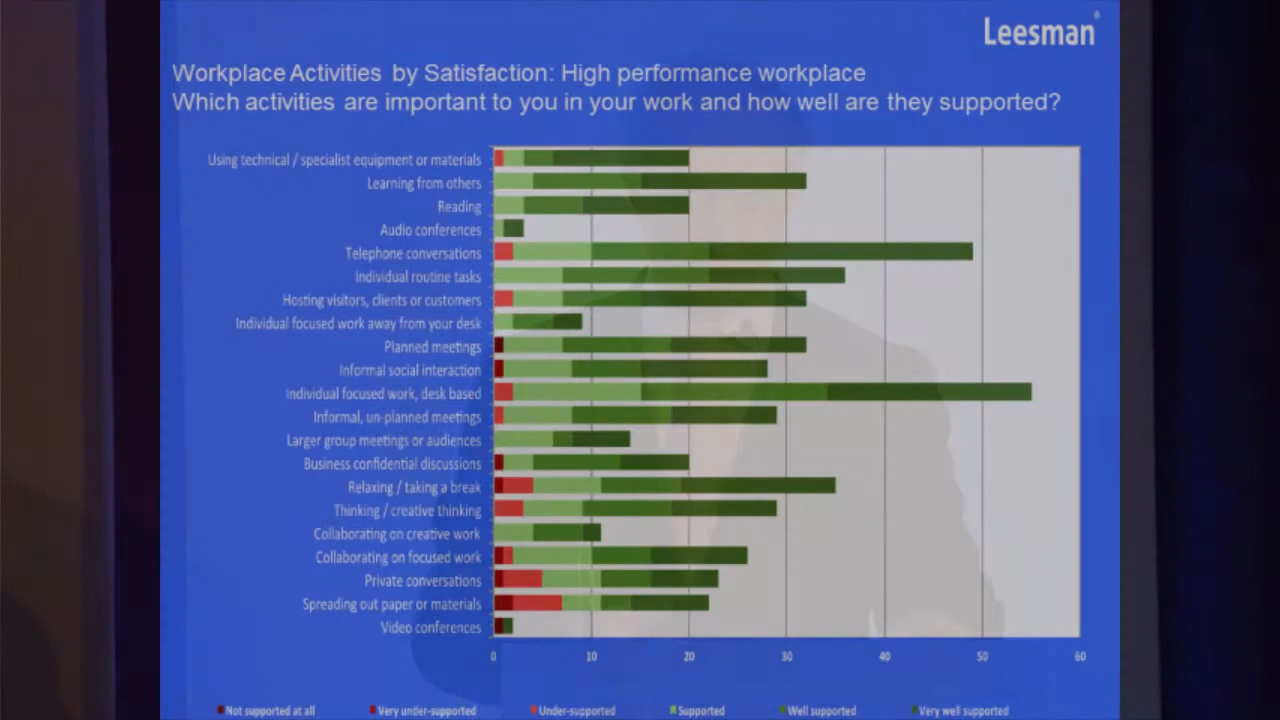 Leesman®
Workplace Activities by Satisfaction: High performance workplace
Which activities are important to you in your work and how well are they supported?
Using technical / specialist equipment or materials
Learning from others
Reading
Audio conferences
Telephone conversations
Individual routine tasks
Hosting visitors, clients or customers
Individual focused work away from your desk
Planned meetings
Informal social interaction
Individual focused work, desk based
Informal, un-planned meetings
Larger group meetings or audiences
Business confidential discussions
Relaxing / taking a break
Thinking / creative thinking
Collaborating on creative work
Collaborating on focused work
Private conversations
Spreading out paper or materials
Video conferences
0 10 20 30 40 50 60
Not supported at all Very under-supported Under-supported Supported Well supported Very well supported